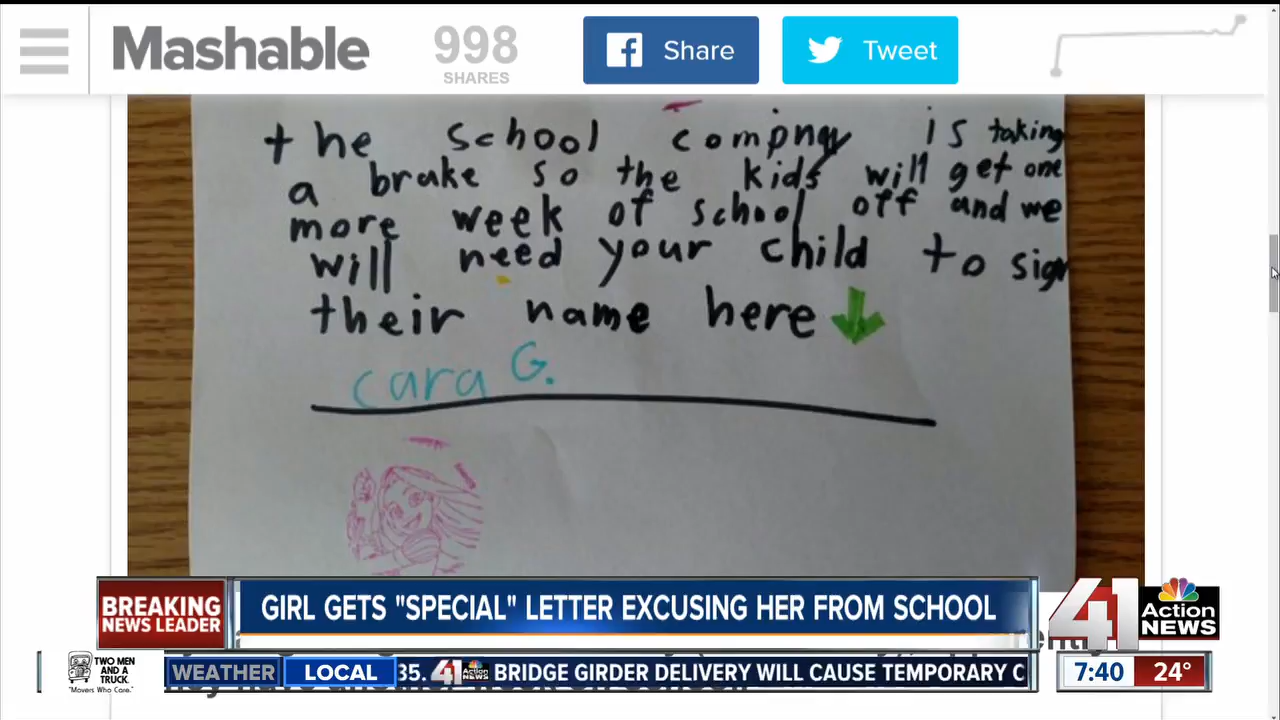 Mashable
998
SHARES
Share
Tweet
the school compny is taking
a brake so the kids will get one
more week of school off and we
will need your child to sign
their name here
cara G.
BREAKING
NEWS LEADER
GIRL GETS "SPECIAL" LETTER EXCUSING HER FROM SCHOOL
41
Action
NEWS
TWO MEN
AND A
TRUCK.
"Movers Who Care."
WEATHER
LOCAL
35.
41
Action
NEWS
BRIDGE GIRDER DELIVERY WILL CAUSE TEMPORARY C
7:40
24°